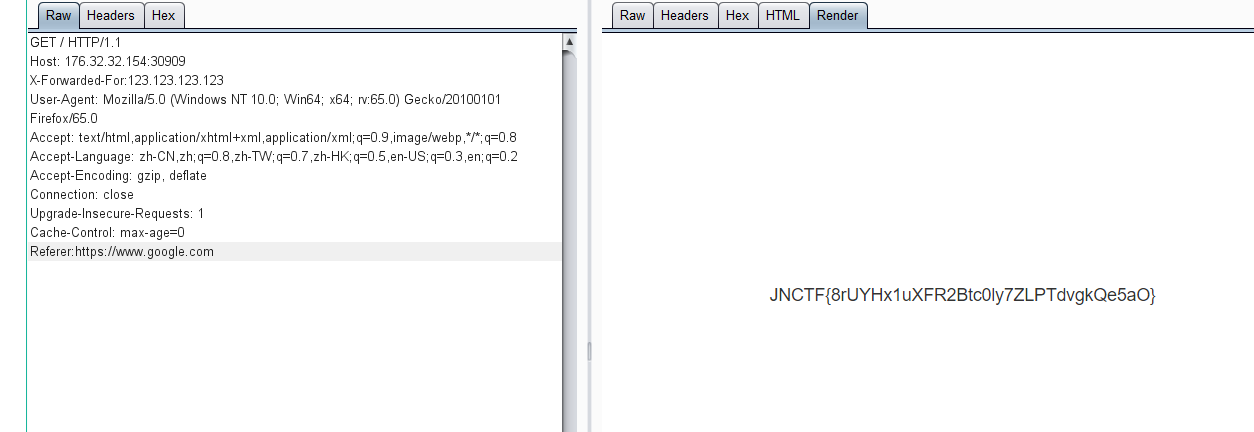 Raw Headers Hex
GET / HTTP/1.1
Host: 176.32.32.154:30909
X-Forwarded-For:123.123.123.123
User-Agent: Mozilla/5.0 (Windows NT 10.0; Win64; x64; rv:65.0) Gecko/20100101
Firefox/65.0
Accept: text/html,application/xhtml+xml,application/xml;q=0.9,image/webp,*/*;q=0.8
Accept-Language: zh-CN,zh;q=0.8,zh-TW;q=0.7,zh-HK;q=0.5,en-US;q=0.3,en;q=0.2
Accept-Encoding: gzip, deflate
Connection: close
Upgrade-Insecure-Requests: 1
Cache-Control: max-age=0
Referer:https://www.google.com
Raw Headers Hex HTML Render
JNCTF{8rUYHx1uXFR2Btc0ly7ZLPTdvgkQe5aO}